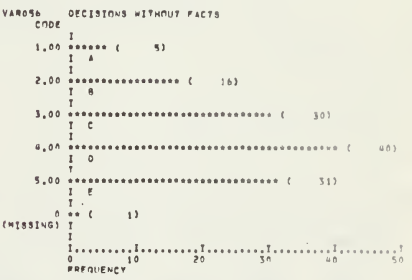 VAR056 DECISIONS WITHOUT FACTS
CODE
I
1.00 ****** ( 5)
I A
I
2.00 ***************** ( 16)
I B
I
3.00 ******************************* ( 30)
I C
I
4.00 ***************************************** ( 40)
I D
I
5.00 ******************************** ( 31)
I E
I
0 ** ( 1)
(MISSING) I
I
I.........I.........I.........I.........I.........I
0 10 20 30 40 50
FREQUENCY